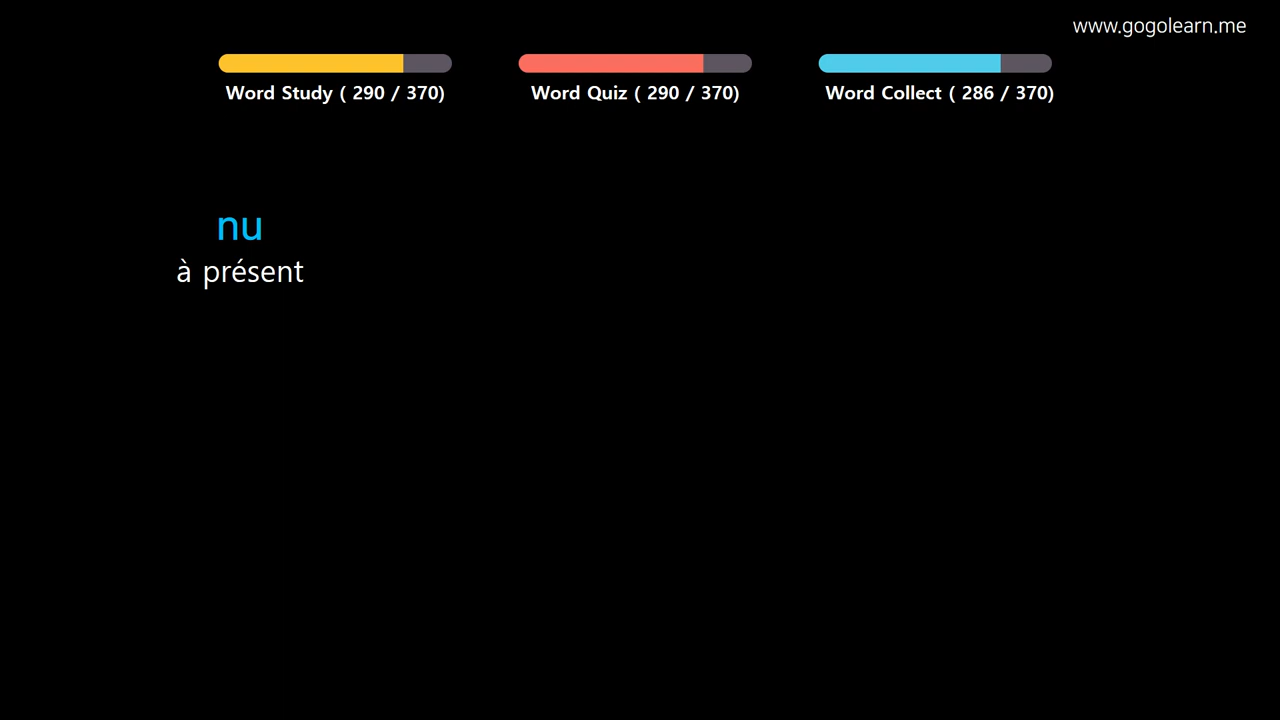 www.gogolearn.me
Word Study ( 290 / 370)
Word Quiz ( 290 / 370)
Word Collect ( 286 / 370)
nu
à présent